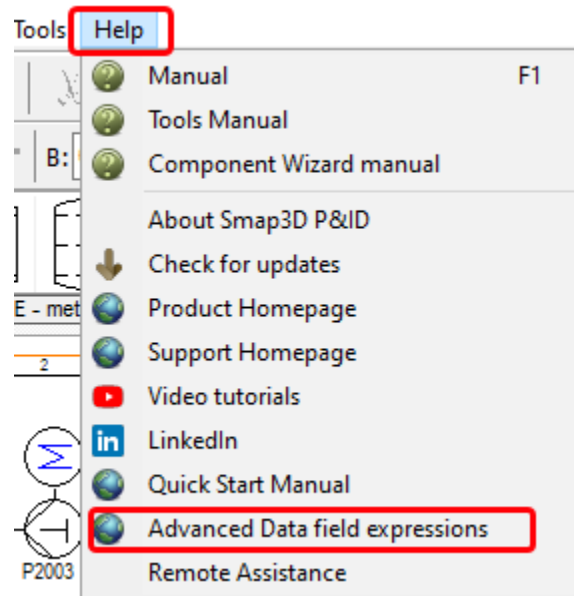 Tools Help
Manual F1
Tools Manual
B:
Component Wizard manual
About Smap3D P&ID
Check for updates
Product Homepage
E - met
Support Homepage
2
Video tutorials
in LinkedIn
Quick Start Manual
Advanced Data field expressions
P2003
Remote Assistance